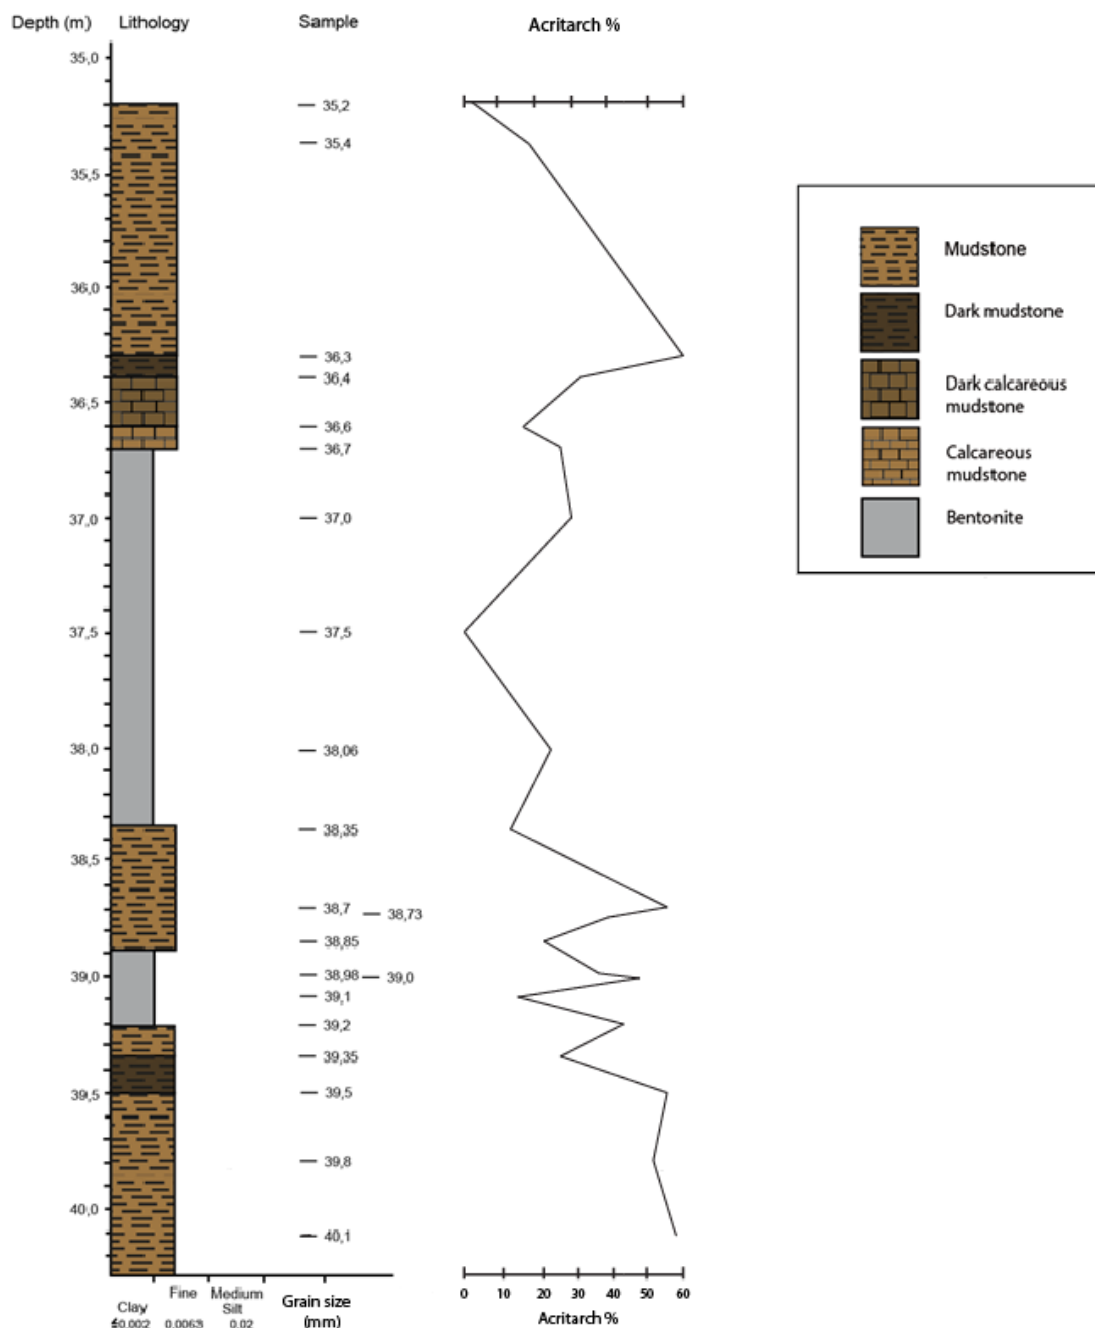 Depth (m) Lithology Sample Acritarch %
35,0
35,2
35,4
35,5
36,0
36,3
36,4
36,5
36,6
36,7
37,0 37,0
37,5 37,5
38,0 38,06
38,35
38,5
38,7 38,73
38,85
39,0 38,98 39,0
39,1
39,2
39,35
39,5 39,5
39,8
40,0
40,1
Mudstone
Dark mudstone
Dark calcareous
mudstone
Calcareous
mudstone
Bentonite
Clay Fine Medium
Silt
≤0.002 0.0063 0.02
Grain size
(mm)
0 10 20 30 40 50 60
Acritarch %